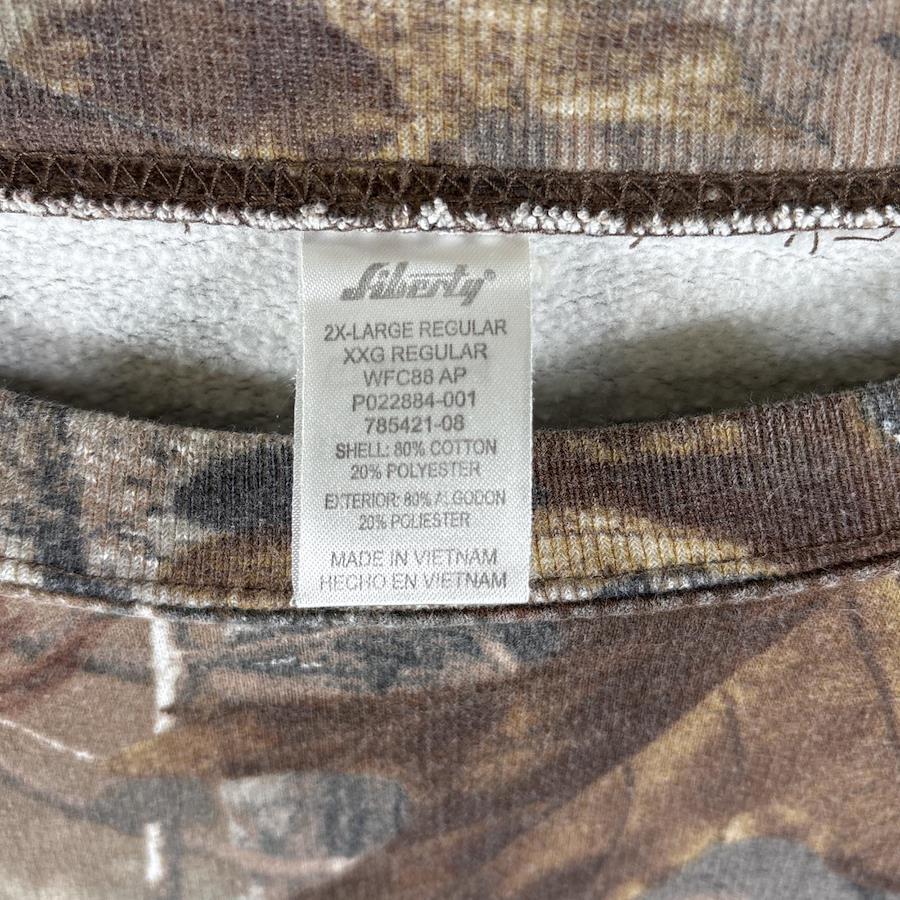 Liberty®
2X-LARGE REGULAR
XXG REGULAR
WFC88 AP
P022884-001
785421-08
SHELL: 80% COTTON
20% POLYESTER
EXTERIOR: 80% ALGODON
20% POLIESTER
MADE IN VIETNAM
HECHO EN VIETNAM